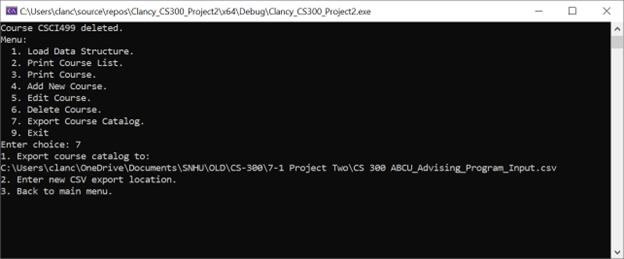 C:\Users\clanc\source\repos\Clancy_CS300_Project2\x64\Debug\Clancy_CS300_Project2.exe
Course CSCI499 deleted.
Menu:
  1. Load Data Structure.
  2. Print Course List.
  3. Print Course.
  4. Add New Course.
  5. Edit Course.
  6. Delete Course.
  7. Export Course Catalog.
  9. Exit
Enter choice: 7
1. Export course catalog to:
C:\Users\clanc\OneDrive\Documents\SNHU\OLD\CS-300\7-1 Project Two\CS 300 ABCU_Advising_Program_Input.csv
2. Enter new CSV export location.
3. Back to main menu.